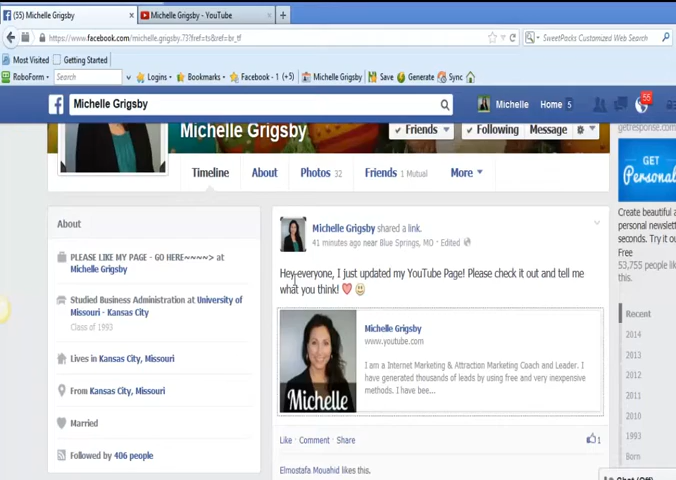 (55) Michelle Grigsby
Michelle Grigsby - YouTube
https://www.facebook.com/michelle.grigsby.73?fref=ts&ref=br_tf
SweetPacks Customized Web Search
Most Visited Getting Started
RoboForm Search Logins Bookmarks Facebook - 1 (+5) Michelle Grigsby Save Generate Sync
Michelle Grigsby
Michelle Home 5
55
Michelle Grigsby
Friends Following Message
Timeline About Photos 32 Friends 1 Mutual More
About
PLEASE LIKE MY PAGE - GO HERE~~~~> at
Michelle Grigsby
Studied Business Administration at University of
Missouri - Kansas City
Class of 1993
Lives in Kansas City, Missouri
From Kansas City, Missouri
Married
Followed by 406 people
Michelle Grigsby shared a link.
41 minutes ago near Blue Springs, MO · Edited
Hey everyone, I just updated my YouTube Page! Please check it out and tell me
what you think!
Michelle
Michelle Grigsby
www.youtube.com
I am a Internet Marketing & Attraction Marketing Coach and Leader. I
have generated thousands of leads by using free and very inexpensive
methods. I have bee...
Like · Comment · Share
1
Elmostafa Mouahid likes this.
getresponse.com
GET
Create beautiful
personal newslett
seconds. Try it o
Free
53,755 people li
this.
Recent
2014
2013
2012
2011
2010
1993
Born
Chat (Off)